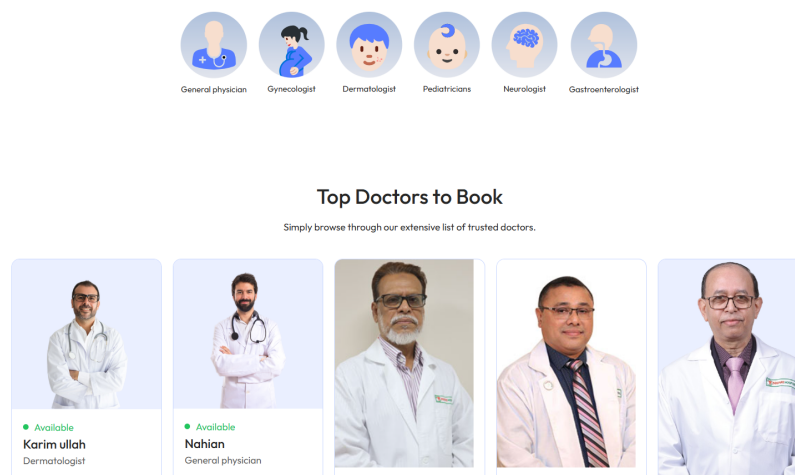 General physician
Gynecologist
Dermatologist
Pediatricians
Neurologist
Gastroenterologist
Top Doctors to Book
Simply browse through our extensive list of trusted doctors.
Available
Karim ullah
Dermatologist
Available
Nahian
General physician